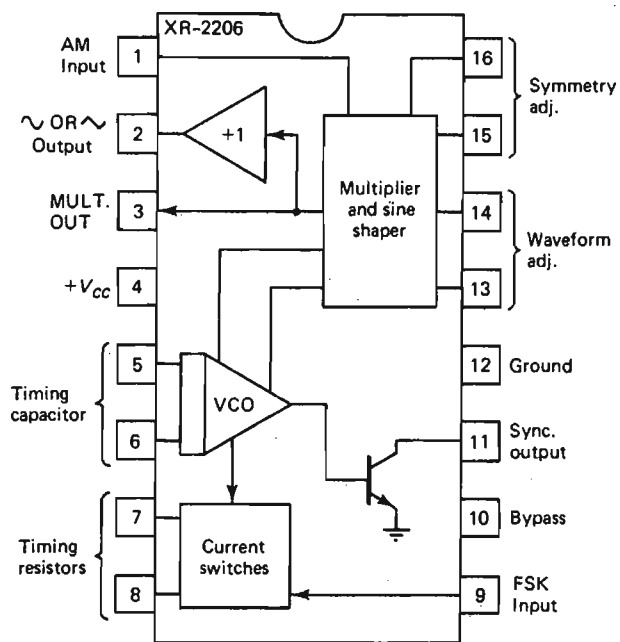 XR-2206
AM
Input
1
∿ OR ∿
Output
2
+1
MULT.
OUT
3
+VCC
4
Timing
capacitor
5
6
VCO
Timing
resistors
7
8
Current
switches
Multiplier
and sine
shaper
16
15
Symmetry
adj.
14
13
Waveform
adj.
12
Ground
11
Sync.
output
10
Bypass
9
FSK
Input